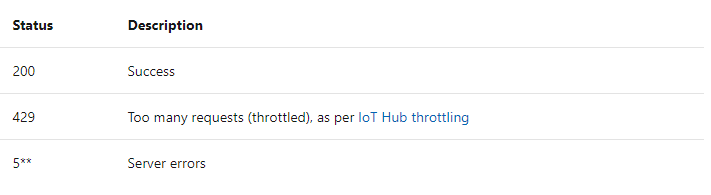 Status Description
200 Success
429 Too many requests (throttled), as per IoT Hub throttling
5** Server errors